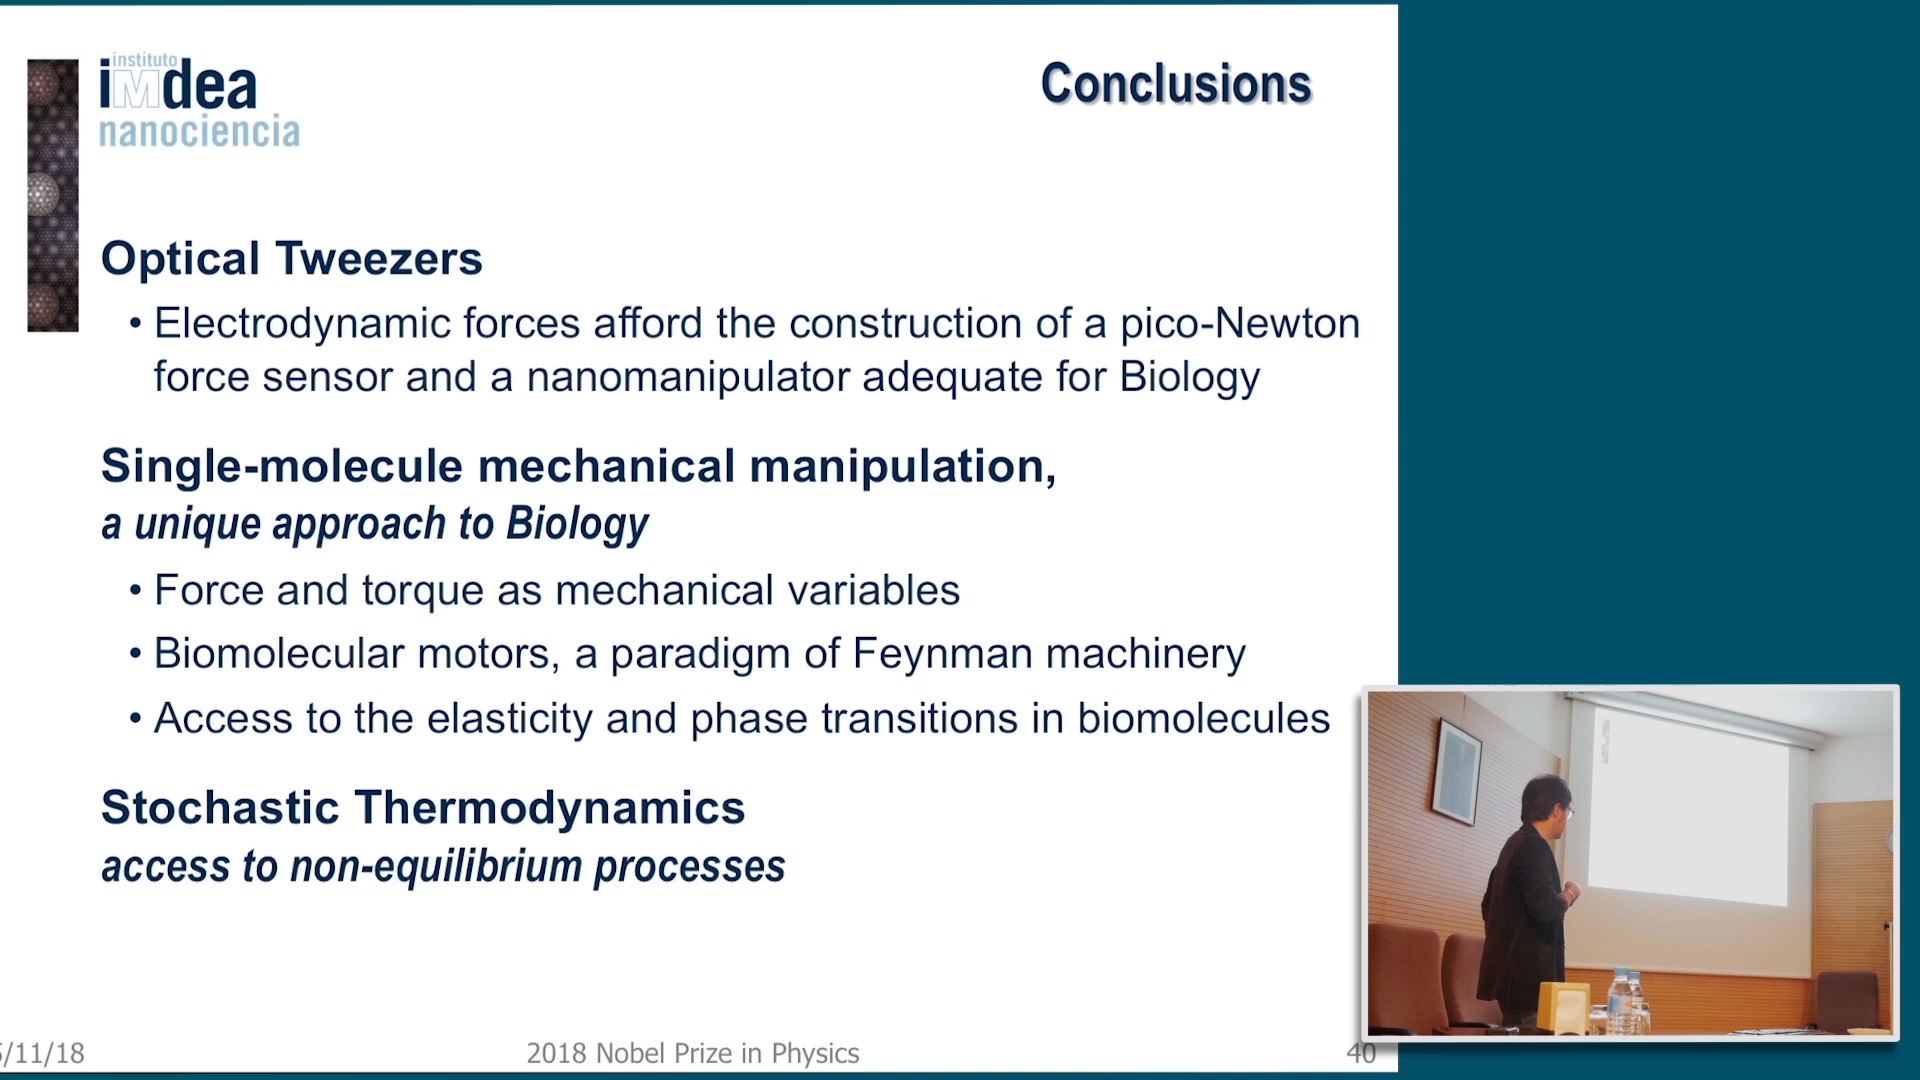 instituto
imdea
nanociencia
Conclusions
Optical Tweezers
• Electrodynamic forces afford the construction of a pico-Newton
force sensor and a nanomanipulator adequate for Biology
Single-molecule mechanical manipulation,
a unique approach to Biology
• Force and torque as mechanical variables
• Biomolecular motors, a paradigm of Feynman machinery
• Access to the elasticity and phase transitions in biomolecules
Stochastic Thermodynamics
access to non-equilibrium processes
/11/18
2018 Nobel Prize in Physics
40